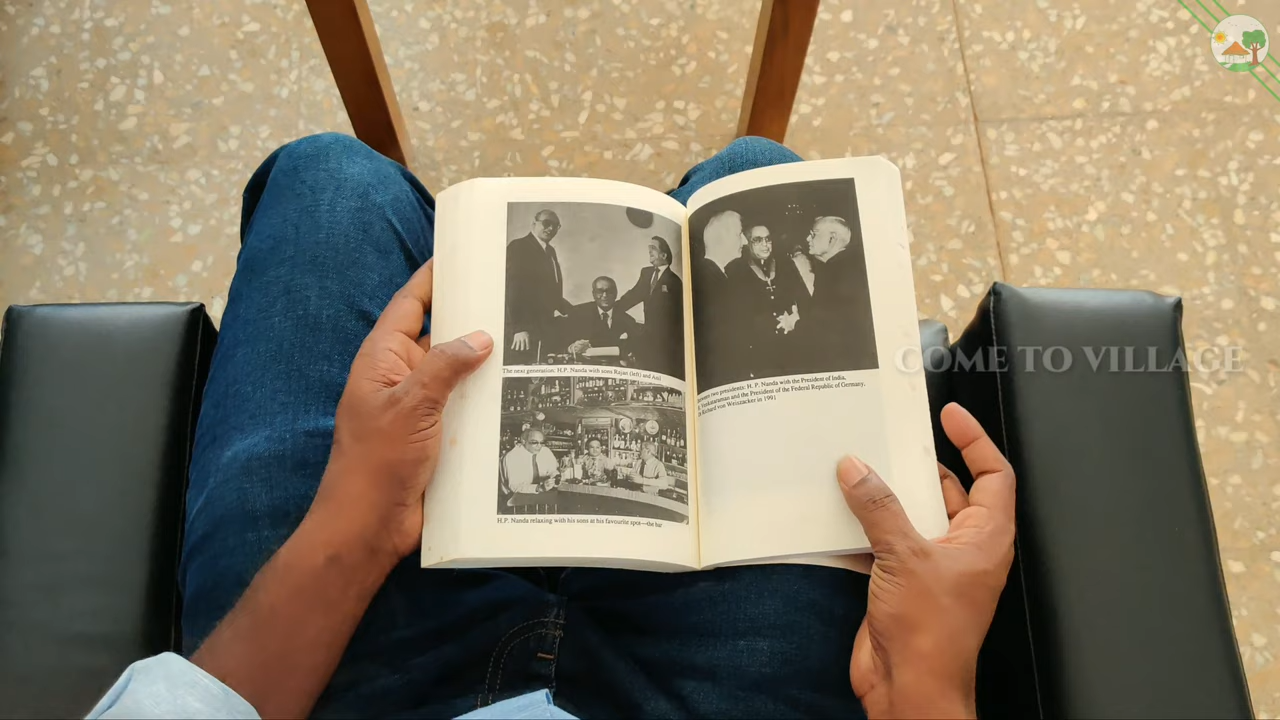 The next generation: H.P. Nanda with sons Rajan (left) and Anil
H.P. Nanda relaxing with his sons at his favourite spot—the bar
two presidents: H. P. Nanda with the President of India,
Venkataraman and the President of the Federal Republic of Germany,
Richard von Weiszacker in 1991
COME TO VILLAGE